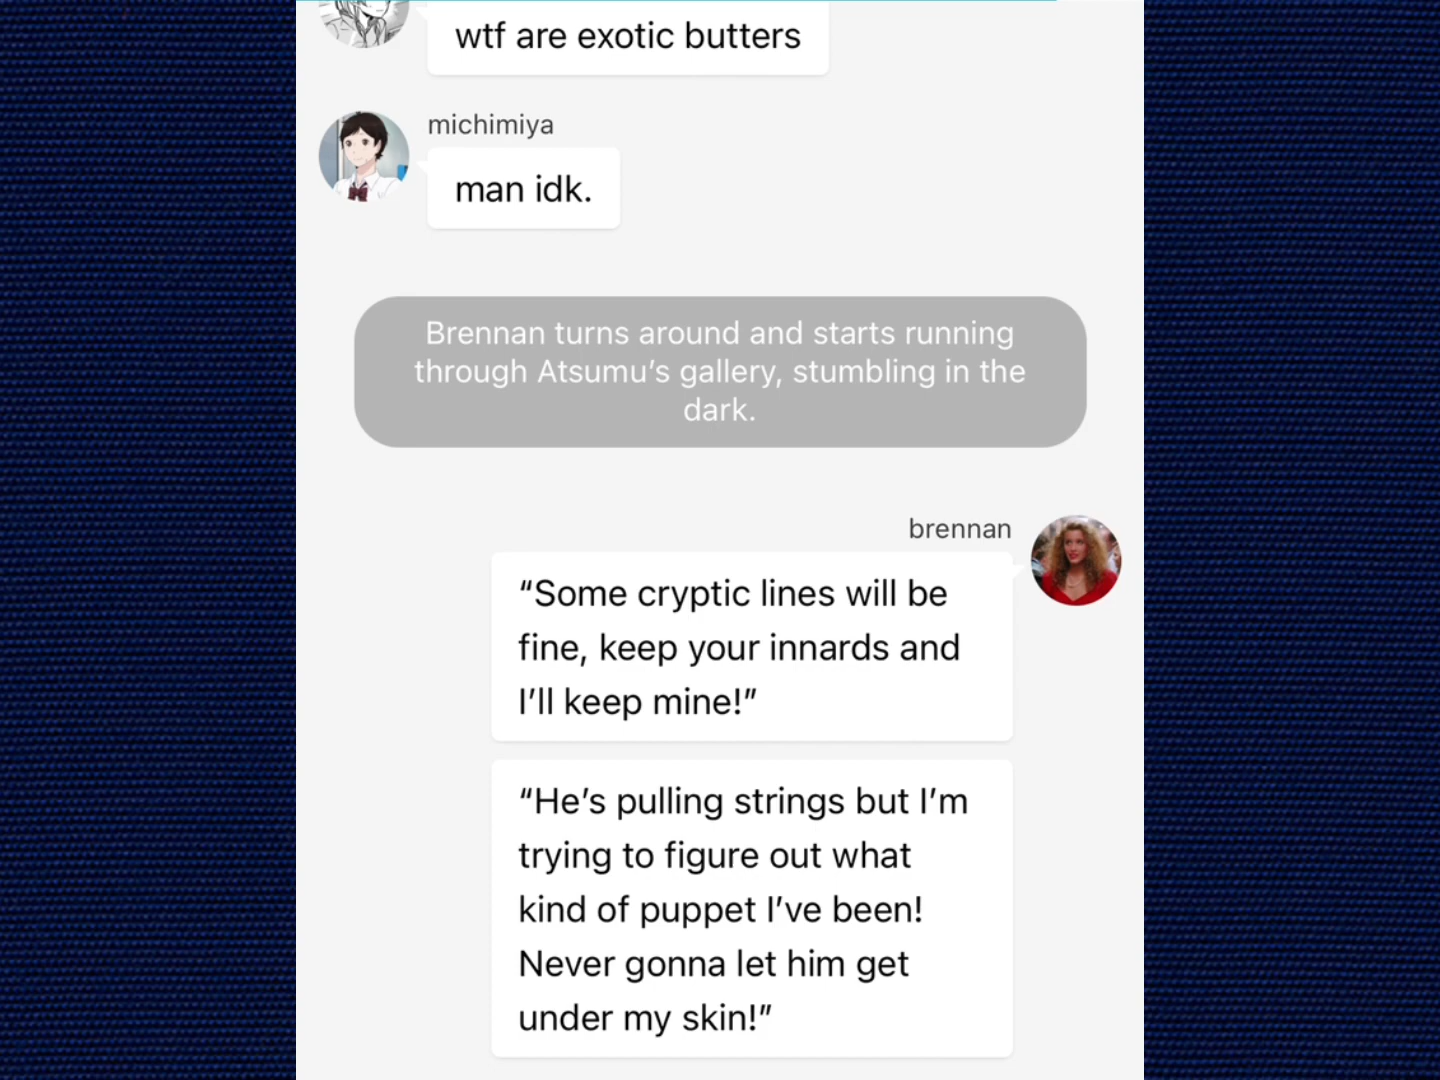 wtf are exotic butters
michimiya
man idk.
Brennan turns around and starts running
through Atsumu’s gallery, stumbling in the
dark.
brennan
“Some cryptic lines will be
fine, keep your innards and
I’ll keep mine!”
“He’s pulling strings but I’m
trying to figure out what
kind of puppet I’ve been!
Never gonna let him get
under my skin!”